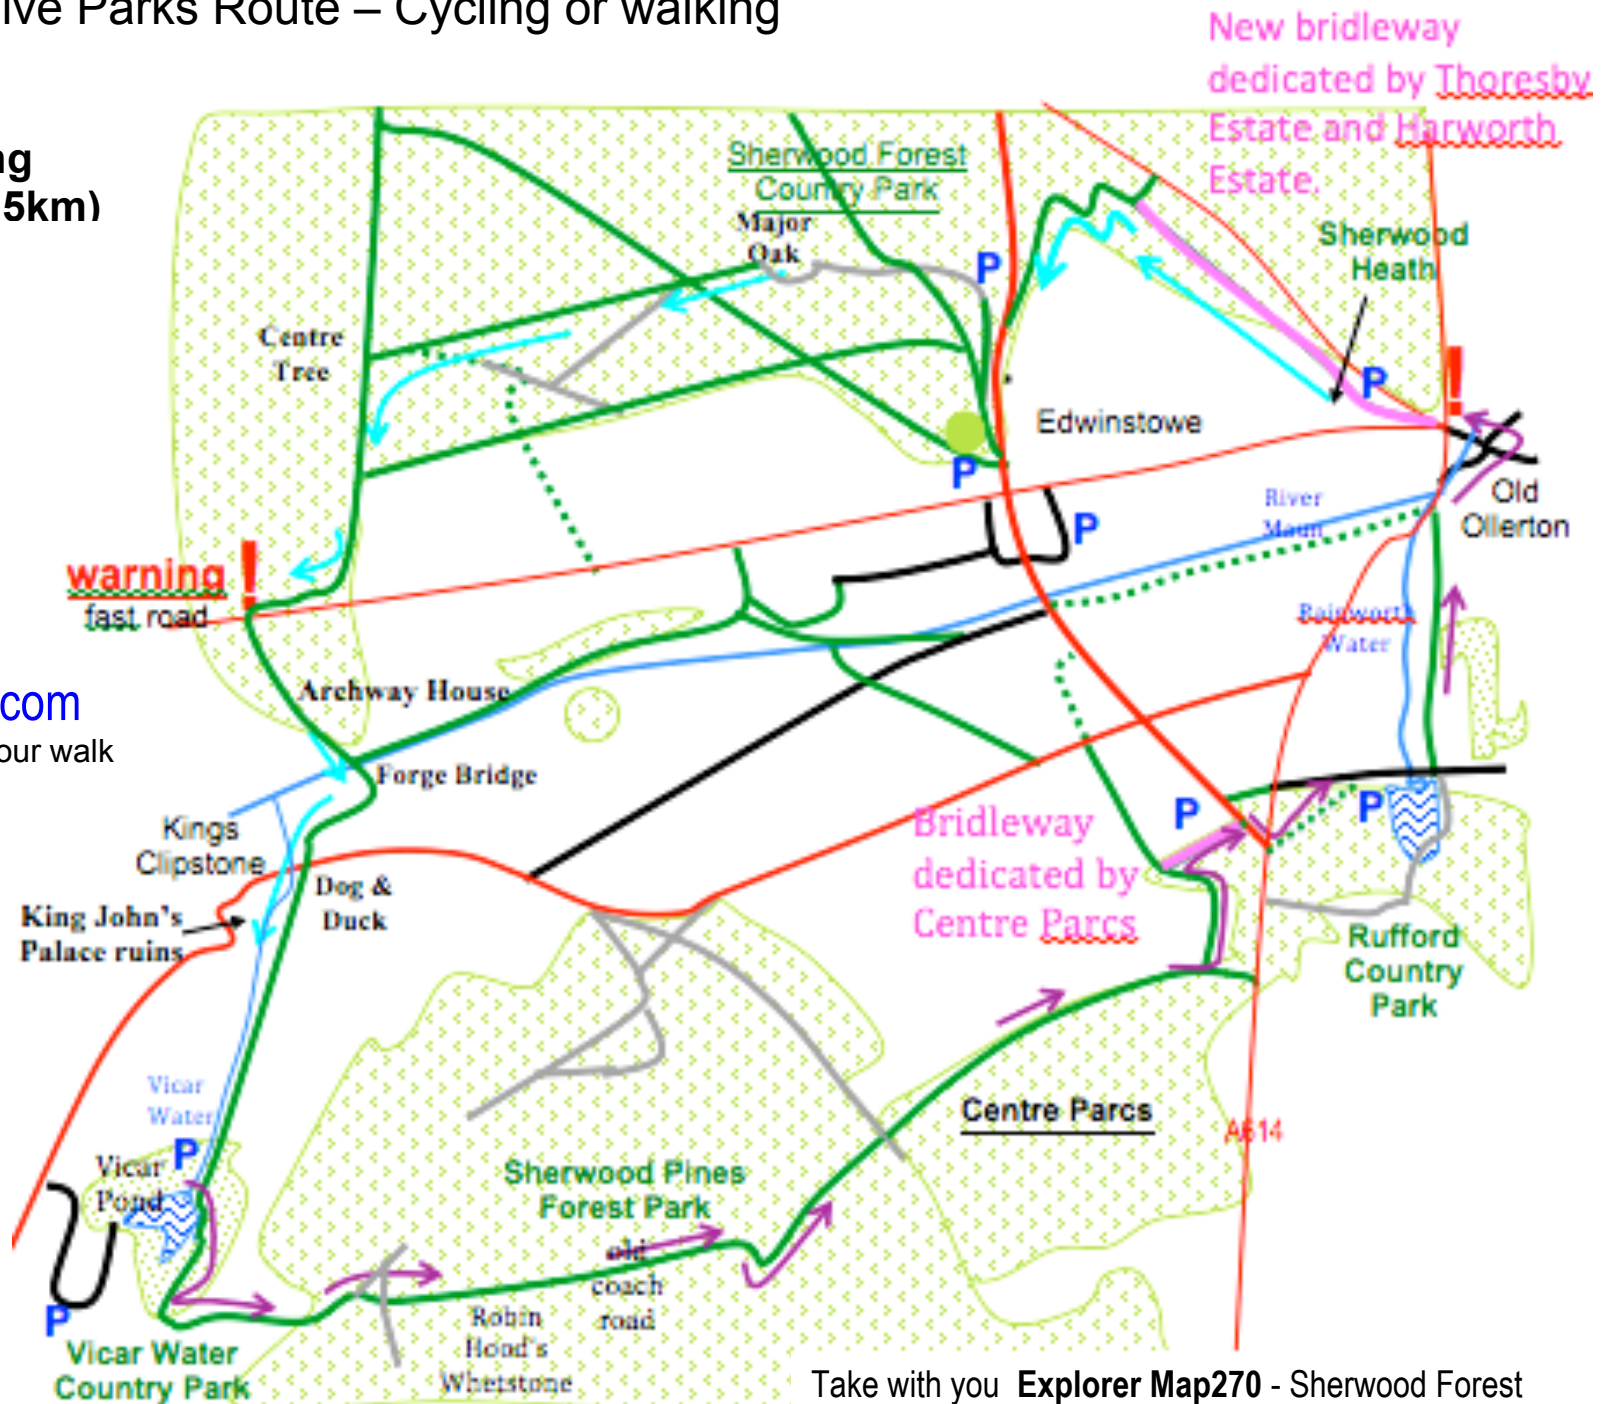 ive Parks Route – Cycling or walking
New bridleway
dedicated by Thoresby
Estate and Harworth
Estate.
ng
5km)
Sherwood Forest
Country Park
Major
Oak
P
Sherwood
Heath
Centre
Tree
P
!
Edwinstowe
P
River
Maun
Old
Ollerton
P
warning !
fast road
Rainworth
Water
Archway House
com
our walk
Forge Bridge
Kings
Clipstone
P
P
Bridleway
dedicated by
Centre Parcs
Dog &
Duck
King John's
Palace ruins
Rufford
Country
Park
Vicar
Water
Centre Parcs
A614
P
Vicar
Pond
Sherwood Pines
Forest Park
old
coach
road
Robin
Hood's
Whetstone
P
Vicar Water
Country Park
Take with you Explorer Map270 - Sherwood Forest